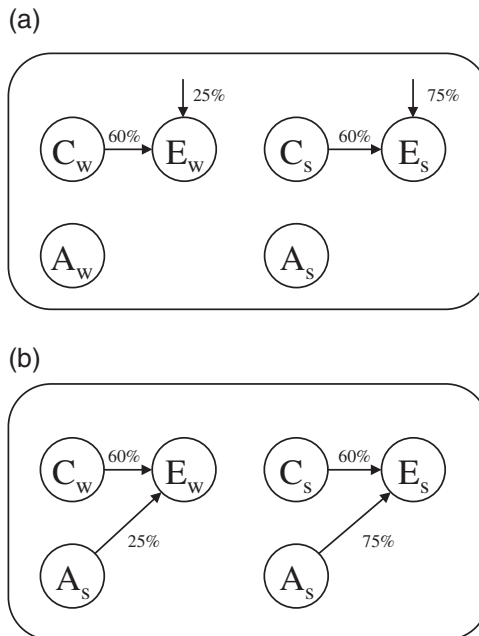 (a)
25% 75%
60% 60%
C_w E_w C_s E_s
A_w A_s
(b)
60% 60%
C_w E_w C_s E_s
25% 75%
A_s A_s